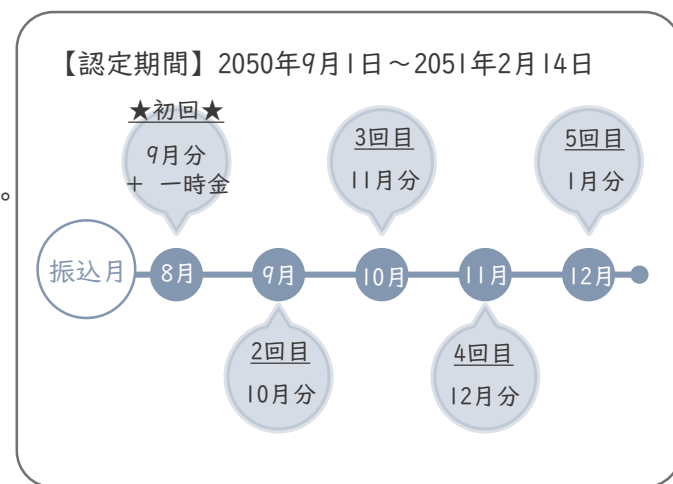 【認定期間】2050年9月1日～2051年2月14日
★初回★
9月分
+ 一時金
3回目
11月分
5回目
1月分
。
振込月
8月
9月
10月
11月
12月
2回目
10月分
4回目
12月分